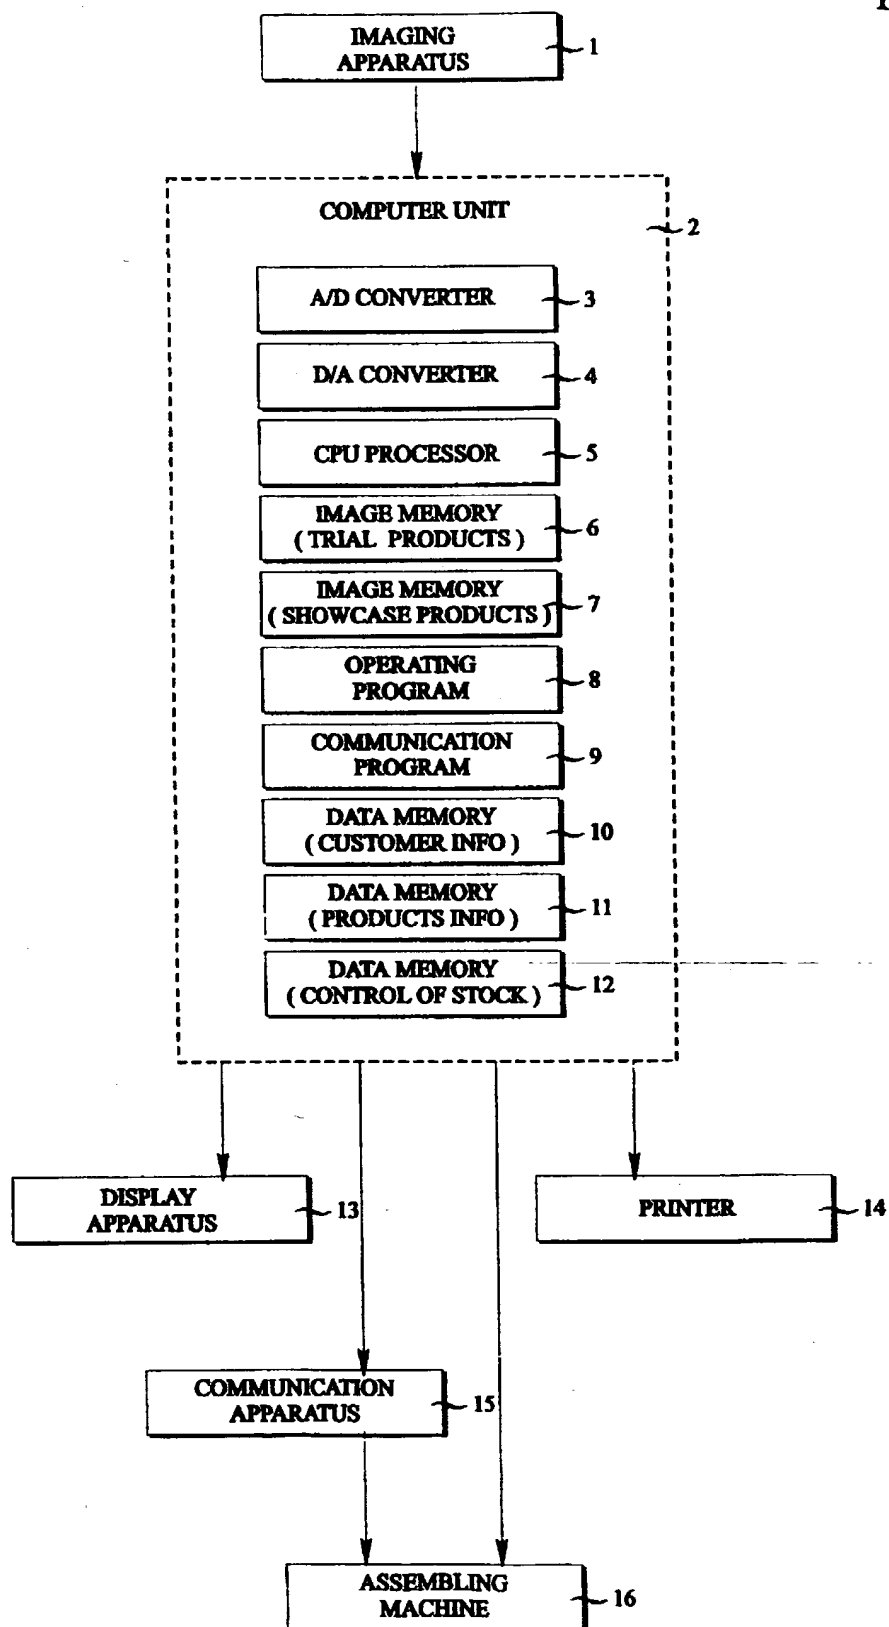 IMAGING
APPARATUS
1
COMPUTER UNIT
2
A/D CONVERTER
3
D/A CONVERTER
4
CPU PROCESSOR
5
IMAGE MEMORY
( TRIAL PRODUCTS )
6
IMAGE MEMORY
( SHOWCASE PRODUCTS )
7
OPERATING
PROGRAM
8
COMMUNICATION
PROGRAM
9
DATA MEMORY
( CUSTOMER INFO )
10
DATA MEMORY
( PRODUCTS INFO )
11
DATA MEMORY
( CONTROL OF STOCK )
12
DISPLAY
APPARATUS
13
PRINTER
14
COMMUNICATION
APPARATUS
15
ASSEMBLING
MACHINE
16